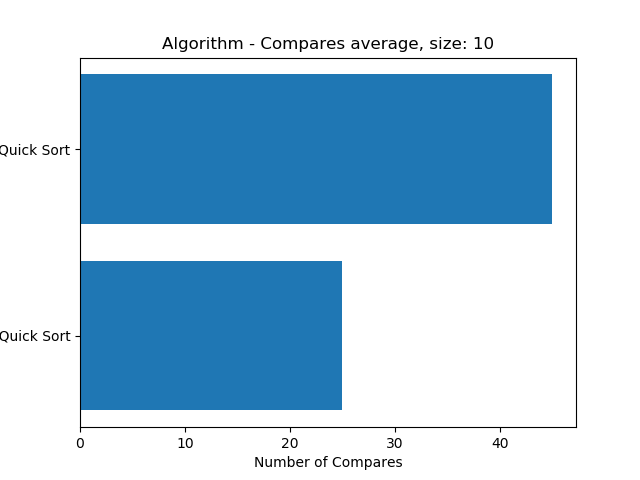 Algorithm - Compares average, size: 10
Quick Sort
Quick Sort
0 10 20 30 40
Number of Compares